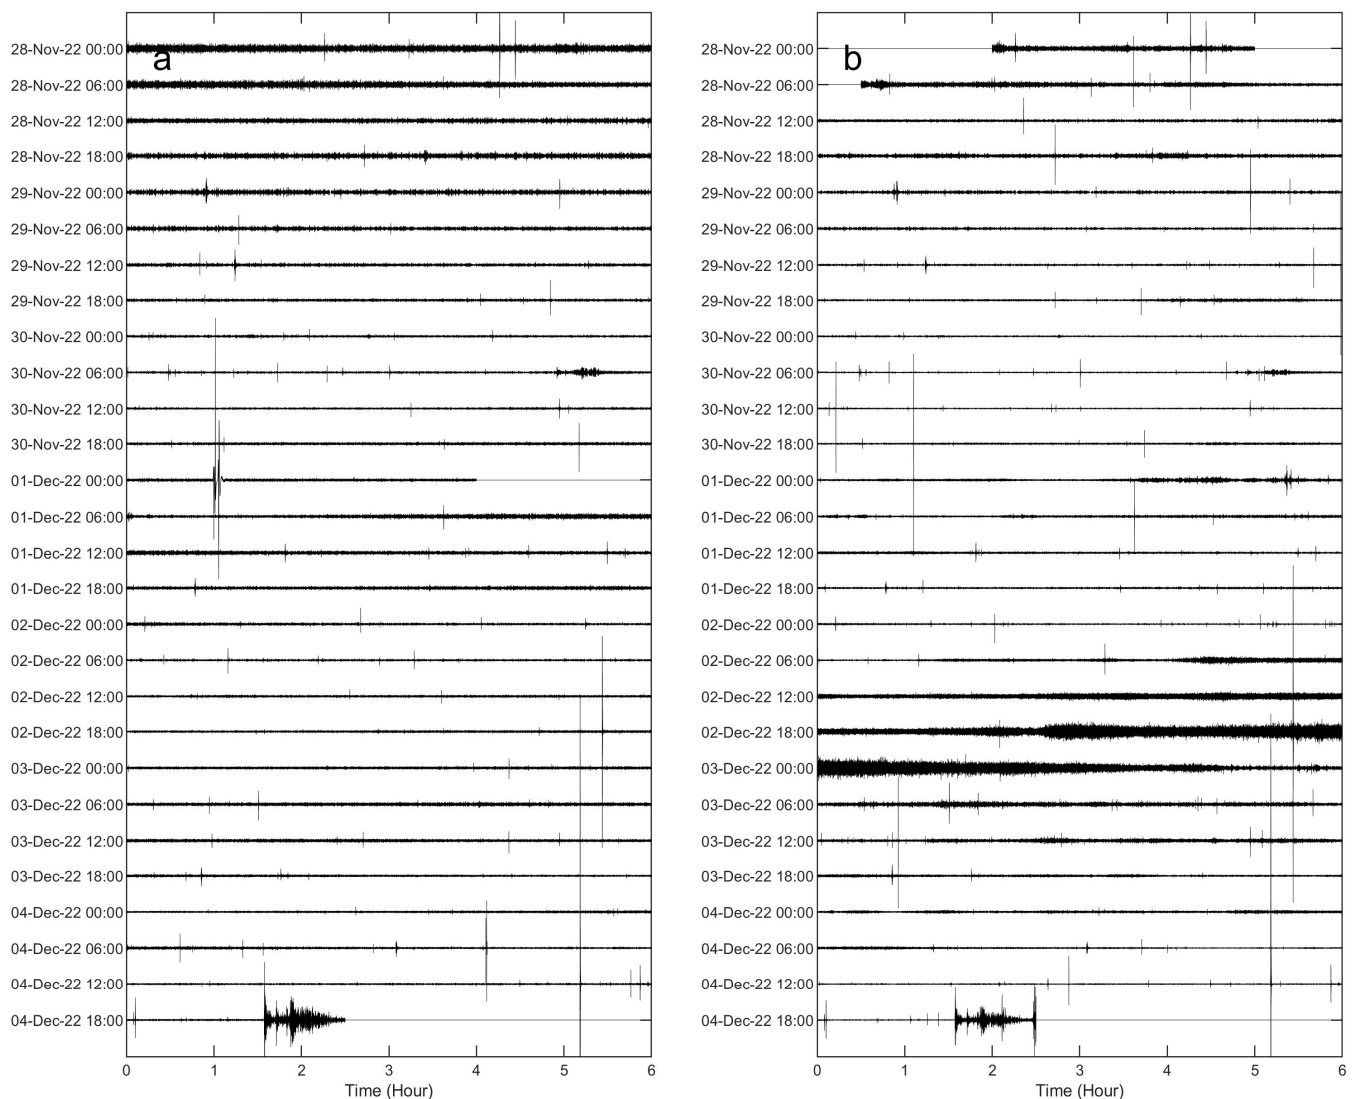 a
28-Nov-22 00:00
28-Nov-22 06:00
28-Nov-22 12:00
28-Nov-22 18:00
29-Nov-22 00:00
29-Nov-22 06:00
29-Nov-22 12:00
29-Nov-22 18:00
30-Nov-22 00:00
30-Nov-22 06:00
30-Nov-22 12:00
30-Nov-22 18:00
01-Dec-22 00:00
01-Dec-22 06:00
01-Dec-22 12:00
01-Dec-22 18:00
02-Dec-22 00:00
02-Dec-22 06:00
02-Dec-22 12:00
02-Dec-22 18:00
03-Dec-22 00:00
03-Dec-22 06:00
03-Dec-22 12:00
03-Dec-22 18:00
04-Dec-22 00:00
04-Dec-22 06:00
04-Dec-22 12:00
04-Dec-22 18:00
0 1 2 3 4 5 6
Time (Hour)
b
28-Nov-22 00:00
28-Nov-22 06:00
28-Nov-22 12:00
28-Nov-22 18:00
29-Nov-22 00:00
29-Nov-22 06:00
29-Nov-22 12:00
29-Nov-22 18:00
30-Nov-22 00:00
30-Nov-22 06:00
30-Nov-22 12:00
30-Nov-22 18:00
01-Dec-22 00:00
01-Dec-22 06:00
01-Dec-22 12:00
01-Dec-22 18:00
02-Dec-22 00:00
02-Dec-22 06:00
02-Dec-22 12:00
02-Dec-22 18:00
03-Dec-22 00:00
03-Dec-22 06:00
03-Dec-22 12:00
03-Dec-22 18:00
04-Dec-22 00:00
04-Dec-22 06:00
04-Dec-22 12:00
04-Dec-22 18:00
0 1 2 3 4 5 6
Time (Hour)